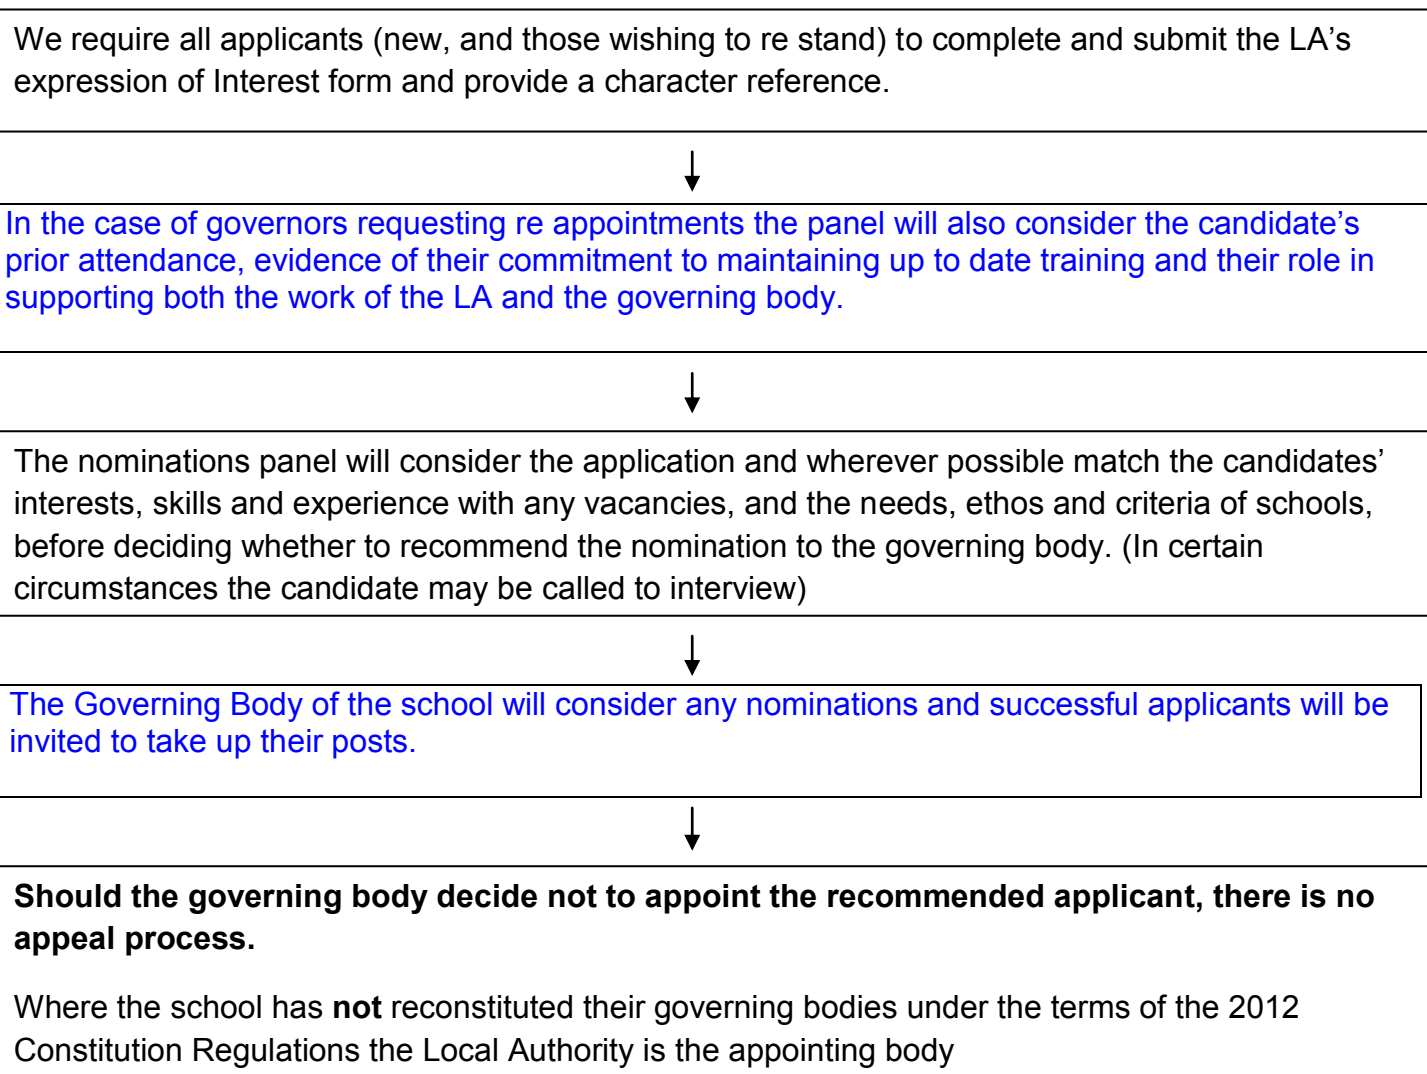 We require all applicants (new, and those wishing to re stand) to complete and submit the LA's
expression of Interest form and provide a character reference.
In the case of governors requesting re appointments the panel will also consider the candidate's
prior attendance, evidence of their commitment to maintaining up to date training and their role in
supporting both the work of the LA and the governing body.
The nominations panel will consider the application and wherever possible match the candidates'
interests, skills and experience with any vacancies, and the needs, ethos and criteria of schools,
before deciding whether to recommend the nomination to the governing body. (In certain
circumstances the candidate may be called to interview)
The Governing Body of the school will consider any nominations and successful applicants will be
invited to take up their posts.
Should the governing body decide not to appoint the recommended applicant, there is no
appeal process.
Where the school has not reconstituted their governing bodies under the terms of the 2012
Constitution Regulations the Local Authority is the appointing body